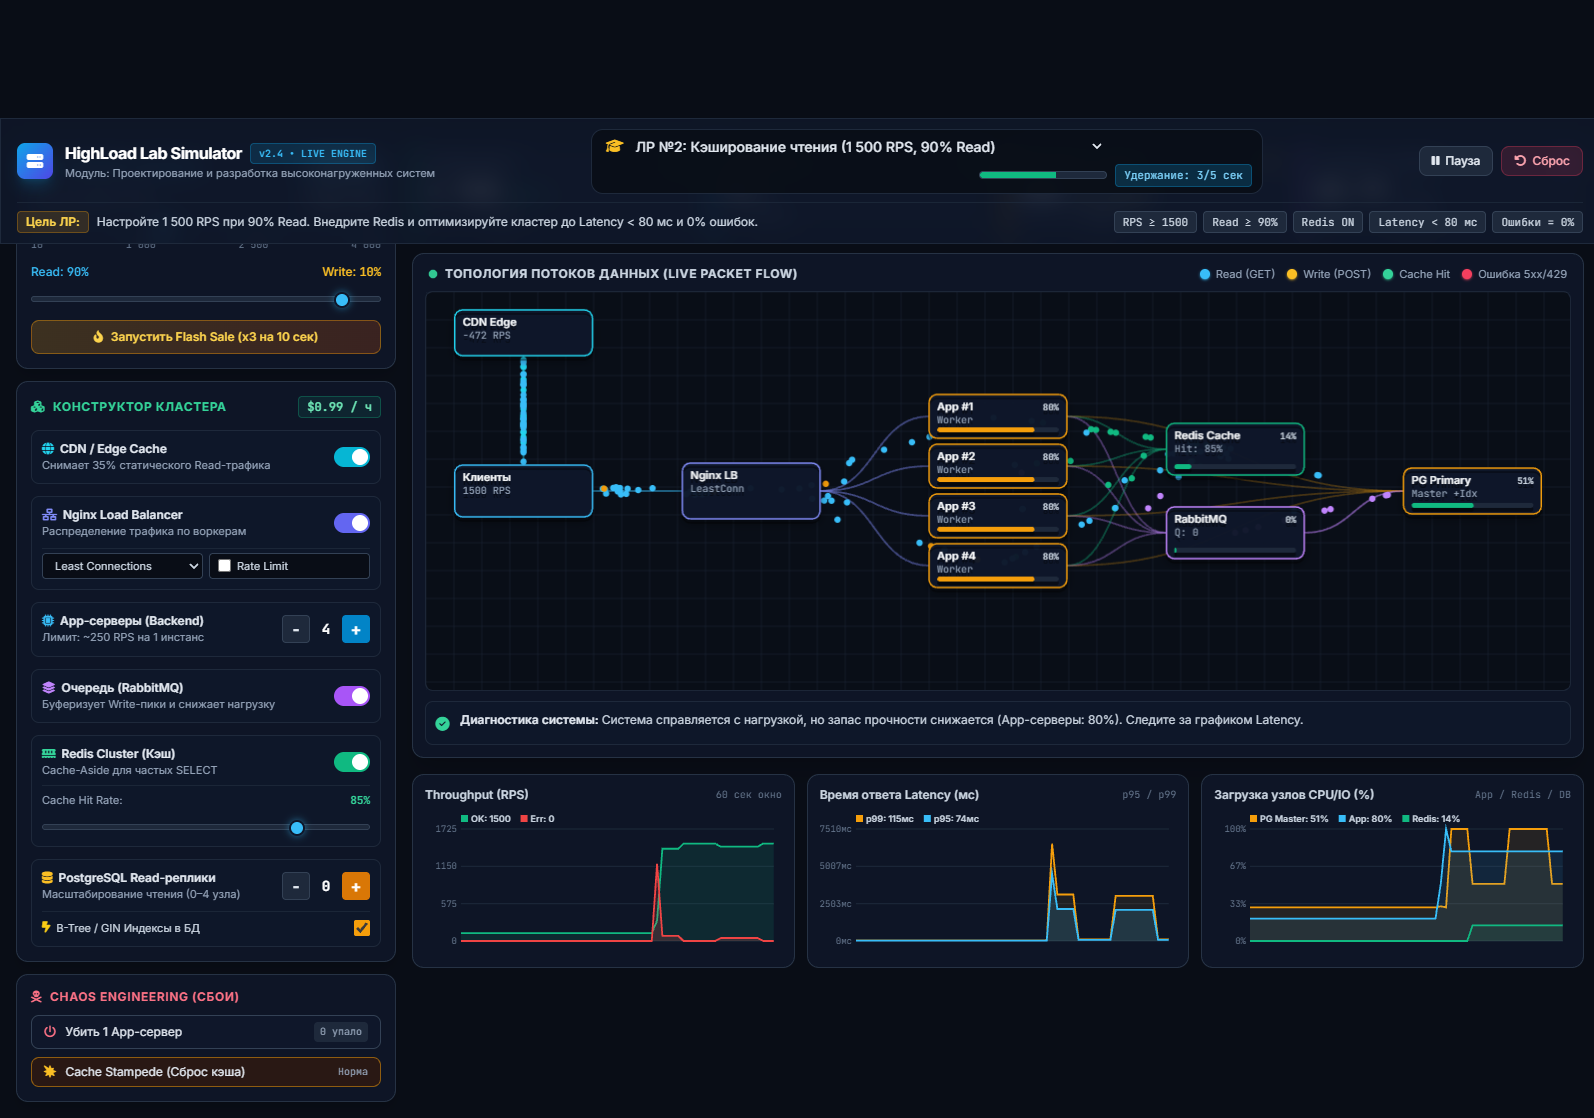 HighLoad Lab Simulator
v2.4 • LIVE ENGINE
Модуль: Проектирование и разработка высоконагруженных систем
ЛР №2: Кэширование чтения (1 500 RPS, 90% Read)
Удержание: 3/5 сек
Пауза
Сброс
Цель ЛР:
Настройте 1 500 RPS при 90% Read. Внедрите Redis и оптимизируйте кластер до Latency < 80 мс и 0% ошибок.
RPS ≥ 1500
Read ≥ 90%
Redis ON
Latency < 80 мс
Ошибки = 0%
Read: 90%
Write: 10%
Запустить Flash Sale (x3 на 10 сек)
КОНСТРУКТОР КЛАСТЕРА
$0.99 / ч
CDN / Edge Cache
Снимает 35% статического Read-трафика
Nginx Load Balancer
Распределение трафика по воркерам
Least Connections
Rate Limit
App-серверы (Backend)
Лимит: ~250 RPS на 1 инстанс
- 4 +
Очередь (RabbitMQ)
Буферизует Write-пики и снижает нагрузку
Redis Cluster (Кэш)
Cache-Aside для частых SELECT
Cache Hit Rate:
85%
PostgreSQL Read-реплики
Масштабирование чтения (0–4 узла)
- 0 +
B-Tree / GIN Индексы в БД
CHAOS ENGINEERING (СБОИ)
Убить 1 App-сервер
0 упало
Cache Stampede (Сброс кэша)
Норма
ТОПОЛОГИЯ ПОТОКОВ ДАННЫХ (LIVE PACKET FLOW)
Read (GET)
Write (POST)
Cache Hit
Ошибка 5xx/429
CDN Edge
-472 RPS
Клиенты
1500 RPS
Nginx LB
LeastConn
App #1
80%
Worker
App #2
80%
Worker
App #3
80%
Worker
App #4
80%
Worker
Redis Cache
14%
Hit: 85%
RabbitMQ
0%
Q: 0
PG Primary
51%
Master +Idx
Диагностика системы: Система справляется с нагрузкой, но запас прочности снижается (App-серверы: 80%). Следите за графиком Latency.
Throughput (RPS)
60 сек окно
OK: 1500
Err: 0
1725
1150
575
0
Время ответа Latency (мс)
p95 / p99
p99: 115мс
p95: 74мс
7510мс
5007мс
2503мс
0мс
Загрузка узлов CPU/IO (%)
App / Redis / DB
PG Master: 51%
App: 80%
Redis: 14%
100%
67%
33%
0%